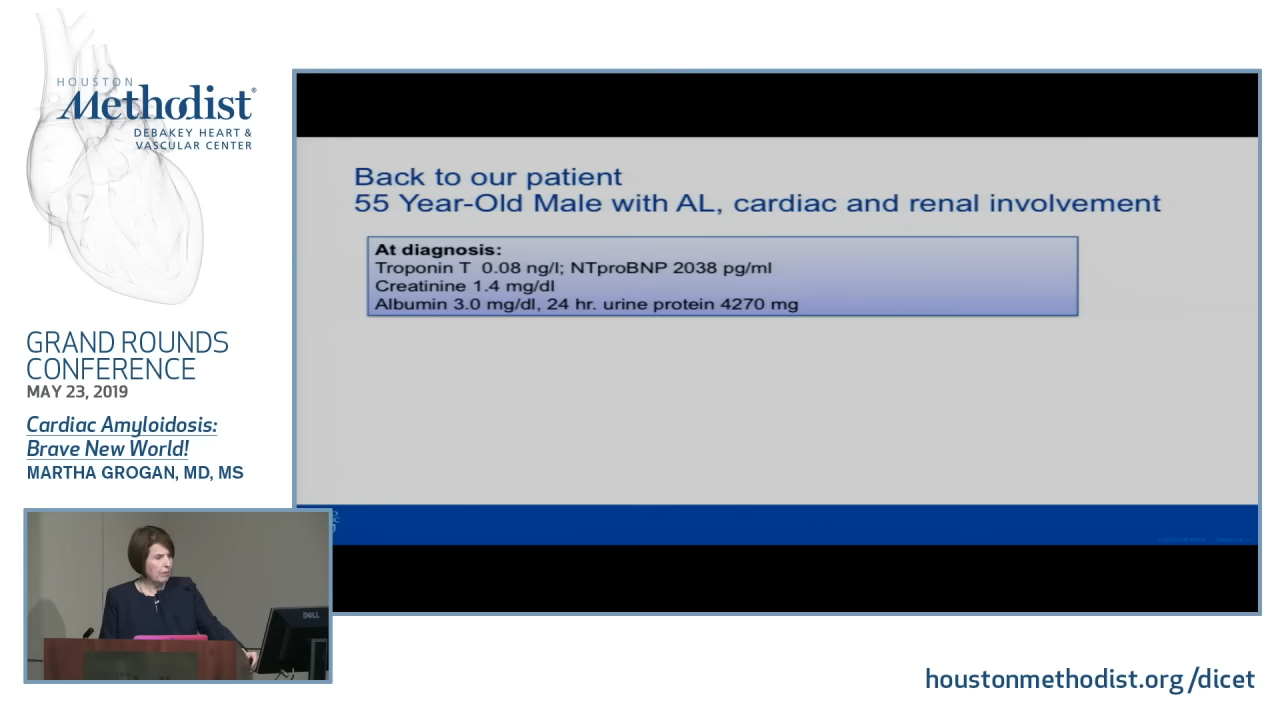 HOUSTON
Methodist®
DEBAKEY HEART &
VASCULAR CENTER
GRAND ROUNDS
CONFERENCE
MAY 23, 2019
Cardiac Amyloidosis:
Brave New World!
MARTHA GROGAN, MD, MS
Back to our patient
55 Year-Old Male with AL, cardiac and renal involvement
At diagnosis:
Troponin T 0.08 ng/l; NTproBNP 2038 pg/ml
Creatinine 1.4 mg/dl
Albumin 3.0 mg/dl, 24 hr. urine protein 4270 mg
DELL
houstonmethodist.org/dicet